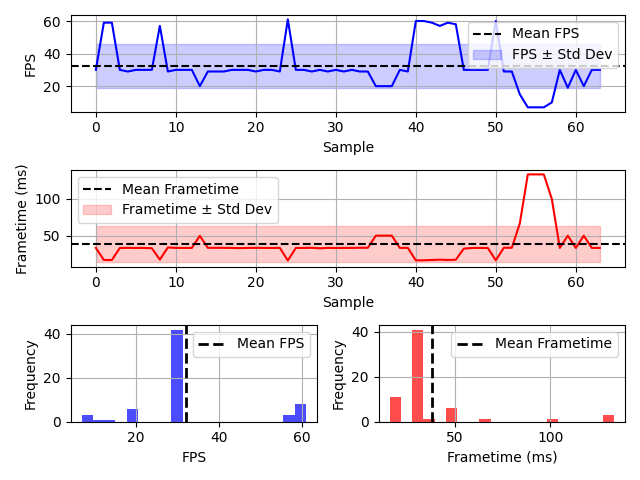 60
40
20
FPS
Mean FPS
FPS ± Std Dev
0 10 20 30 40 50 60
Sample
100
50
Frametime (ms)
Mean Frametime
Frametime ± Std Dev
0 10 20 30 40 50 60
Sample
40
20
0
Frequency
Mean FPS
20 40 60
FPS
40
20
0
Frequency
Mean Frametime
50 100
Frametime (ms)